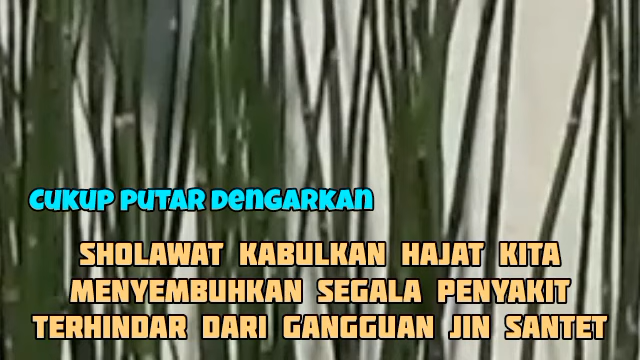 CUKUP PUTAR DENGARKAN
SHOLAWAT KABULKAN HAJAT KITA
MENYEMBUHKAN SEGALA PENYAKIT
TERHINDAR DARI GANGGUAN JIN SANTET